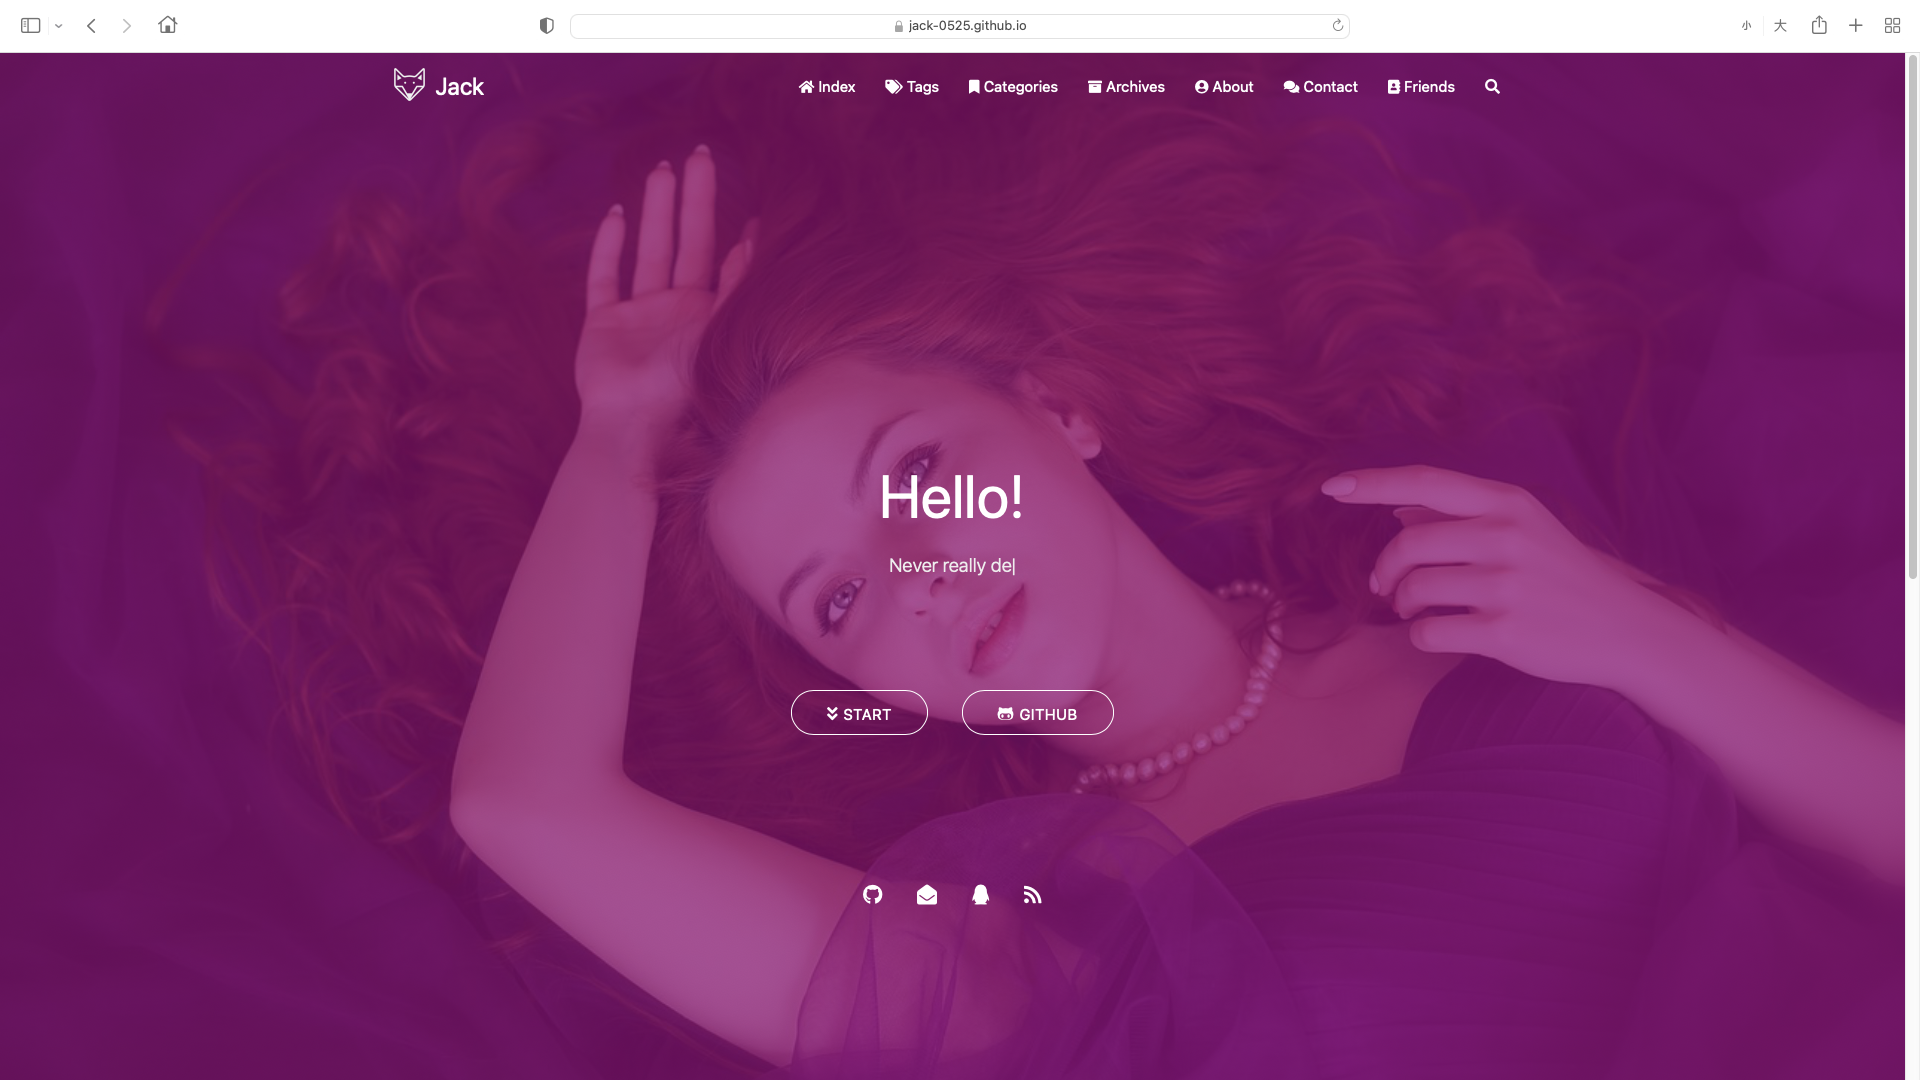 jack-0525.github.io
小
大
Jack
Index
Tags
Categories
Archives
About
Contact
Friends
Hello!
Never really de|
START
GITHUB